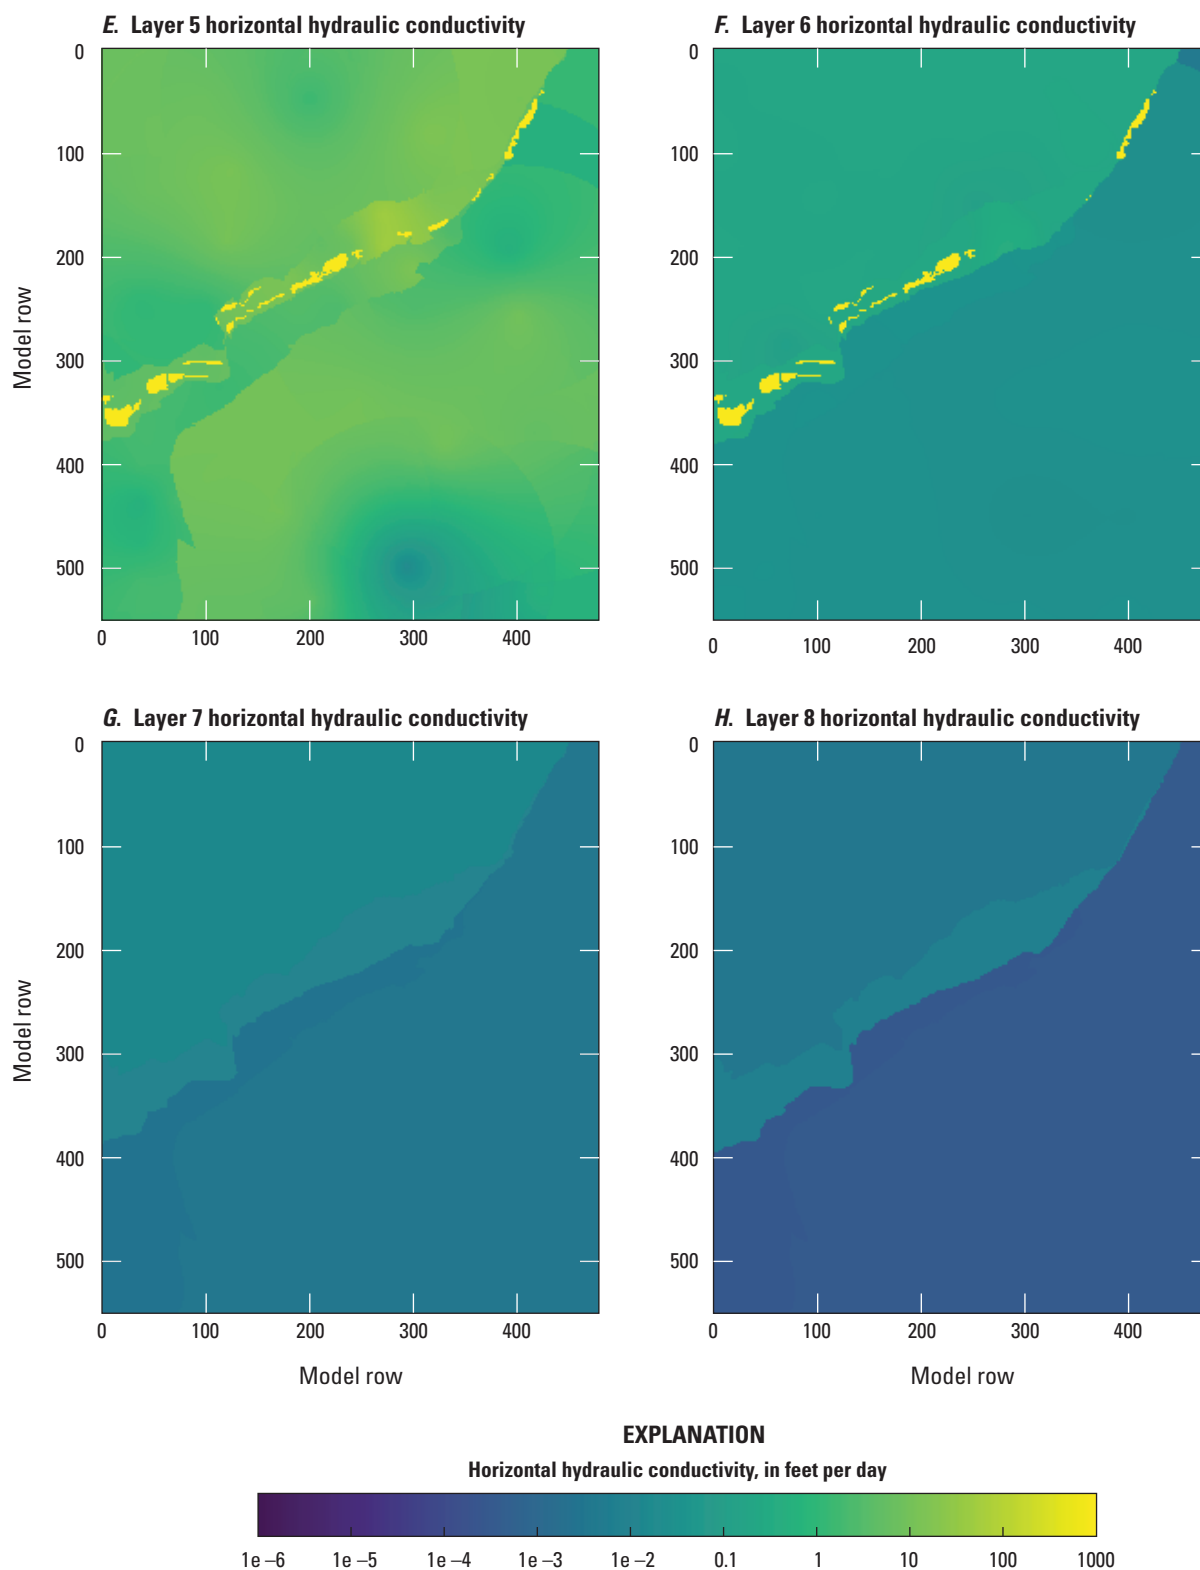 E. Layer 5 horizontal hydraulic conductivity
0
100
200
300
400
500
Model row
0 100 200 300 400
F. Layer 6 horizontal hydraulic conductivity
0
100
200
300
400
500
0 100 200 300 400
G. Layer 7 horizontal hydraulic conductivity
0
100
200
300
400
500
Model row
0 100 200 300 400
Model row
H. Layer 8 horizontal hydraulic conductivity
0
100
200
300
400
500
0 100 200 300 400
Model row
EXPLANATION
Horizontal hydraulic conductivity, in feet per day
1e –6 1e –5 1e –4 1e –3 1e –2 0.1 1 10 100 1000